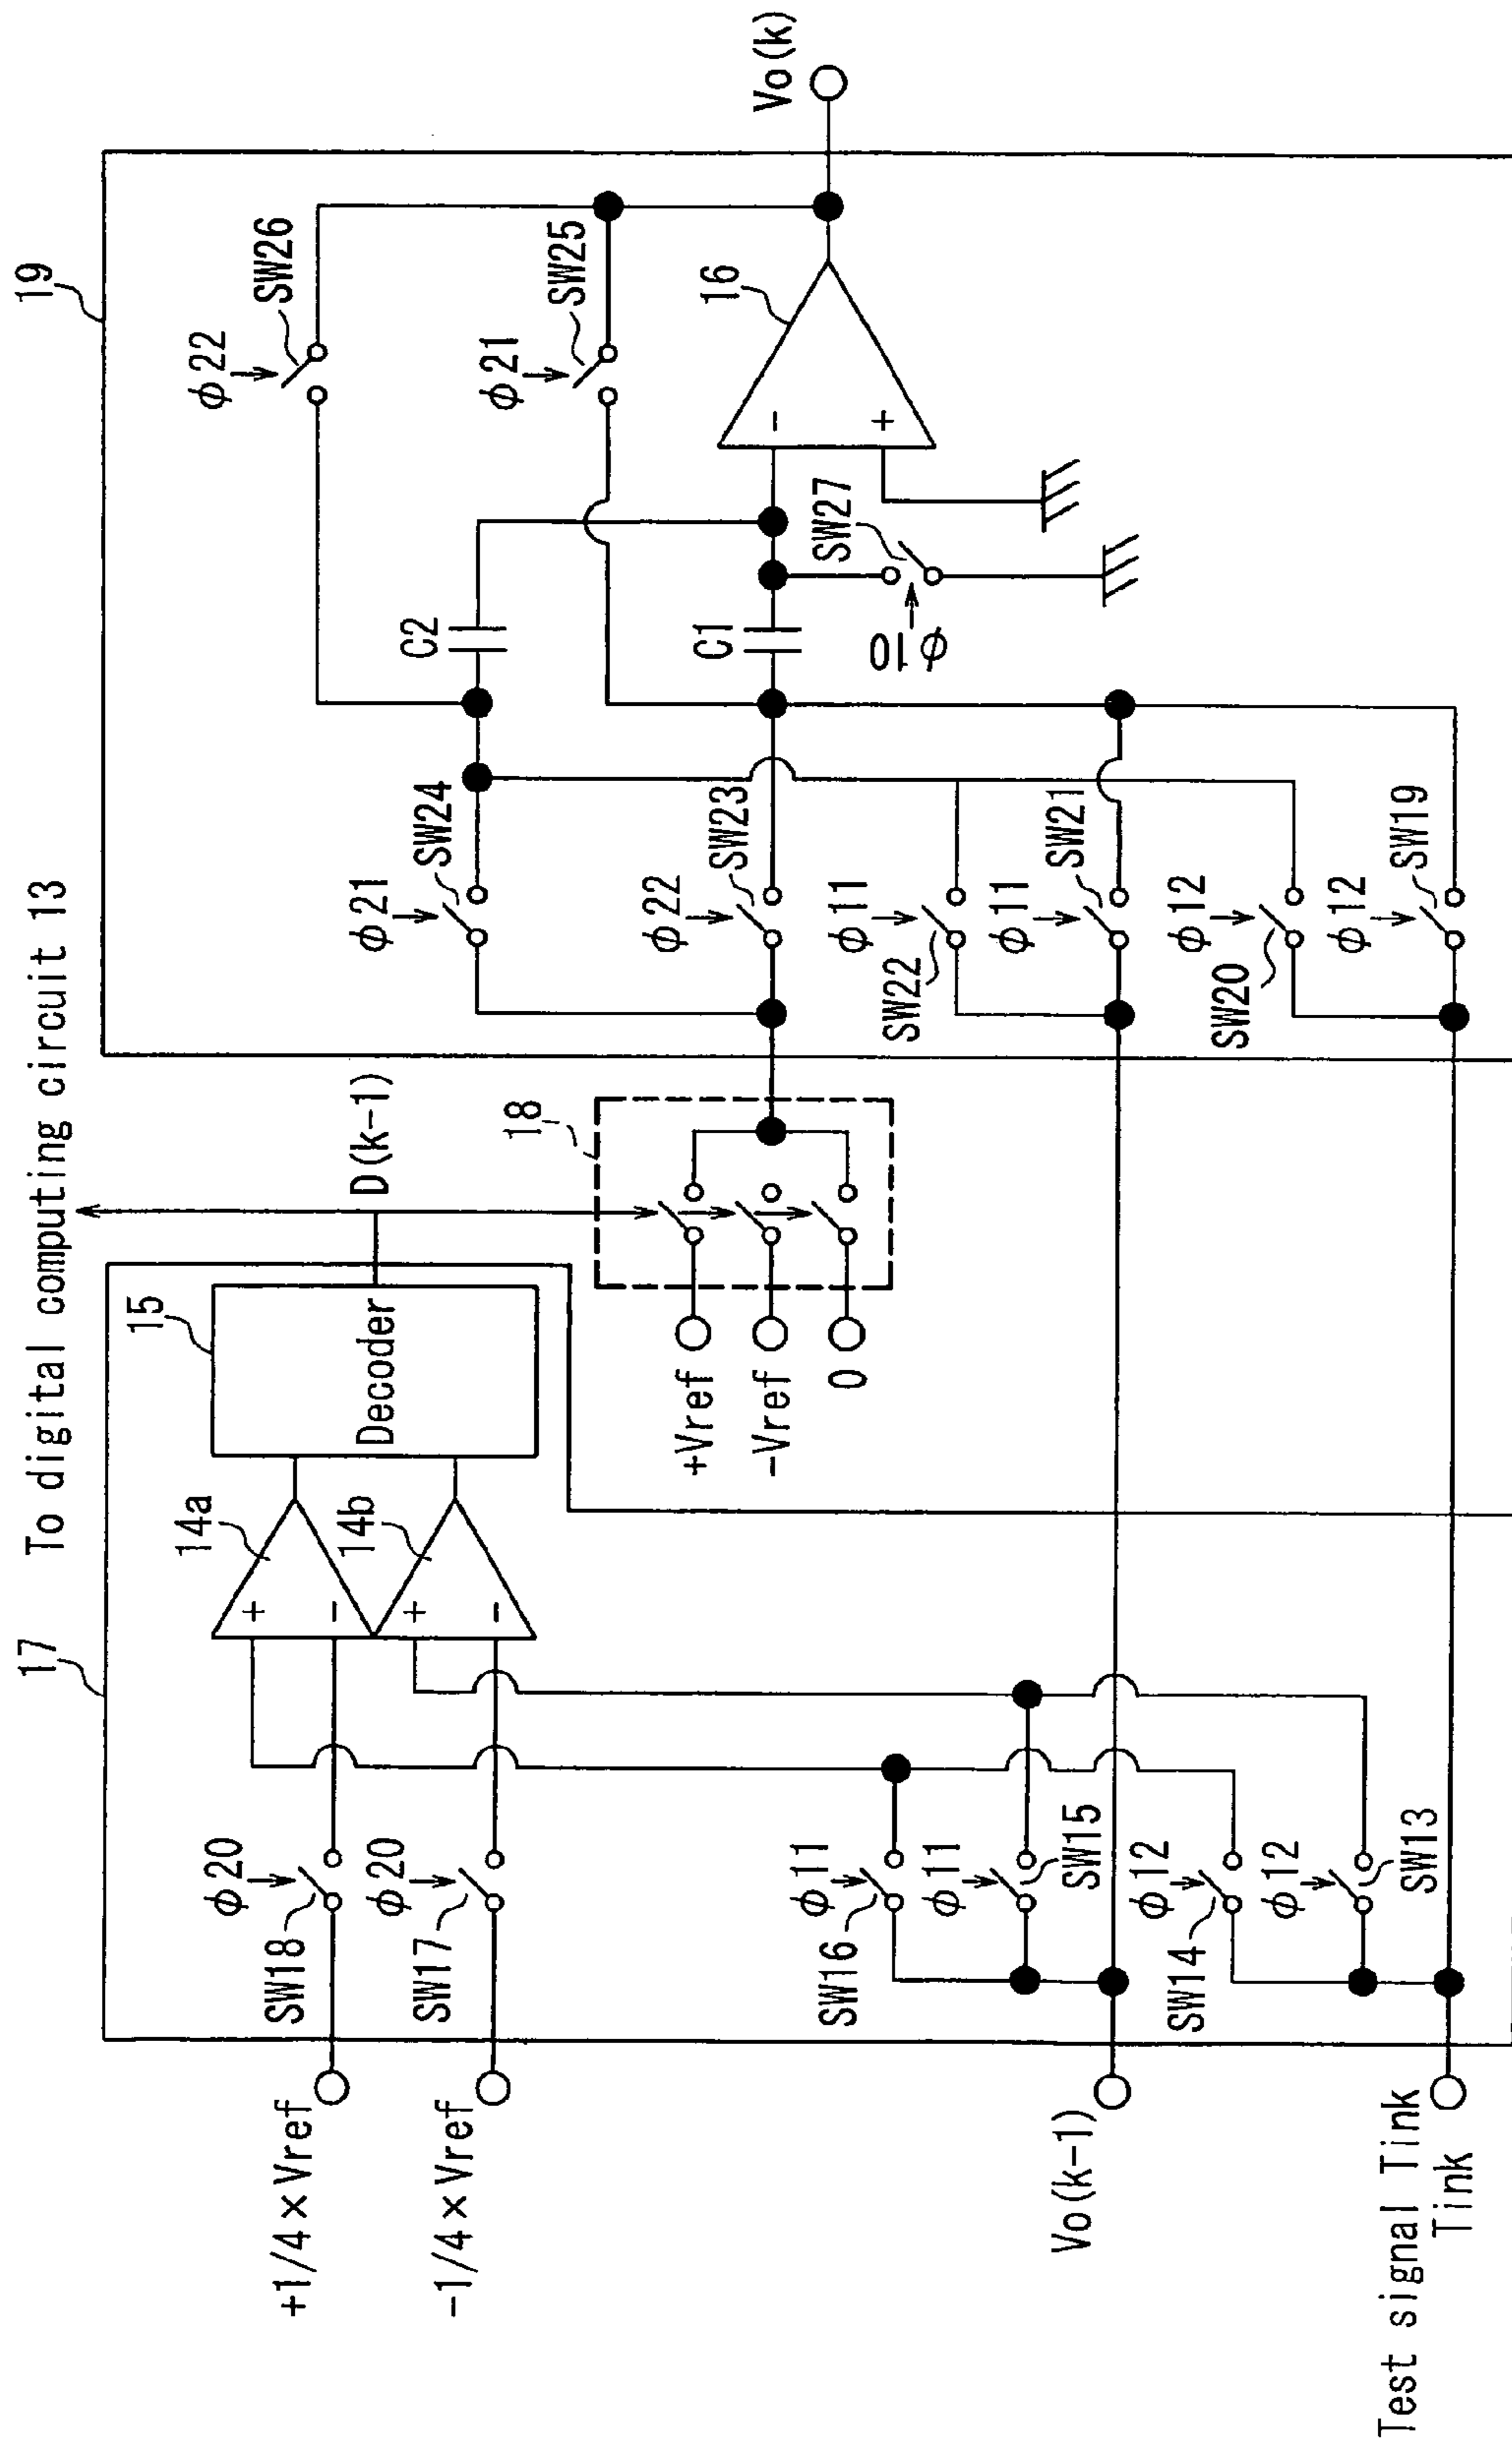 To digital computing circuit 13
17
19
15
Decoder
14a
14b
+
−
+
−
D(k-1)
18
+Vref
-Vref
0
φ20
SW18
φ20
SW17
+1/4×Vref
-1/4×Vref
φ11
SW16
φ11
SW15
φ12
SW14
φ12
SW13
Vo(k-1)
Test signal Tink
Tink
φ22
SW26
φ21
SW25
16
−
+
Vo(k)
C2
C1
SW27
φ10
φ21
SW24
φ22
SW23
φ11
SW22
φ11
SW21
φ12
SW20
φ12
SW19